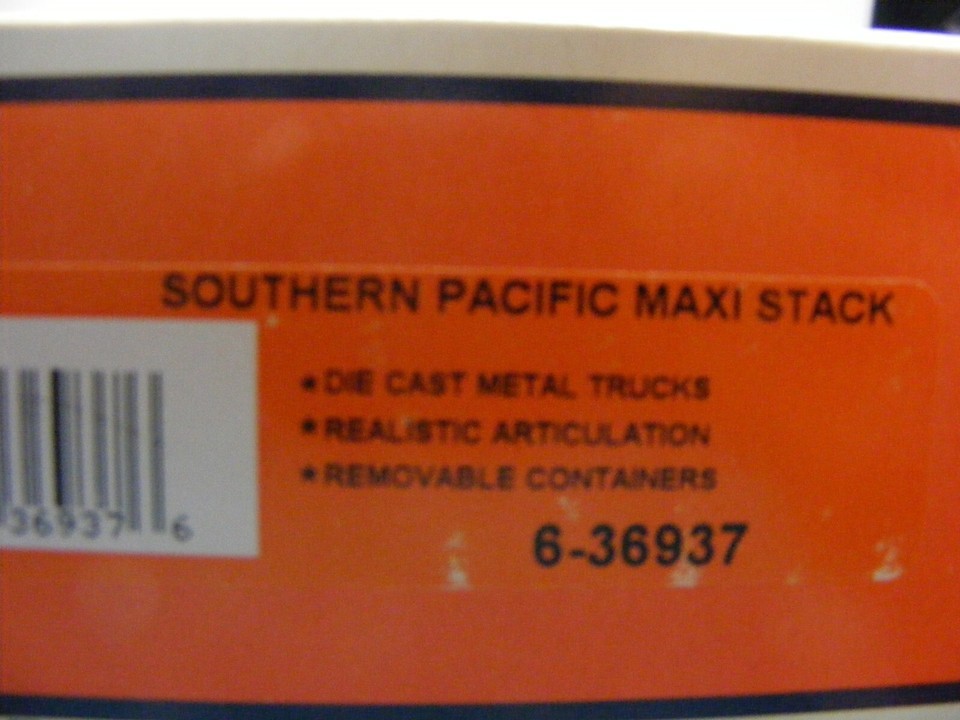 SOUTHERN PACIFIC MAXI STACK
★DIE CAST METAL TRUCKS
★REALISTIC ARTICULATION
★REMOVABLE CONTAINERS
6-36937
36937 6